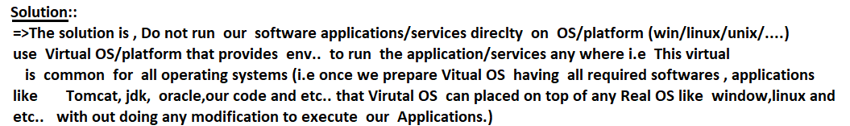 Solution::
=>The solution is , Do not run our software applications/services direclty on OS/platform (win/linux/unix/....)
use Virtual OS/platform that provides env.. to run the application/services any where i.e This virtual
is common for all operating systems (i.e once we prepare Vitual OS having all required softwares , applications
like Tomcat, jdk, oracle,our code and etc.. that Virutal OS can placed on top of any Real OS like window,linux and
etc.. with out doing any modification to execute our Applications.)